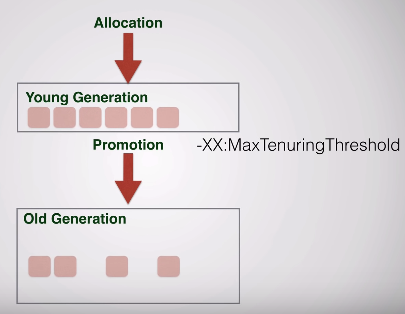 Allocation
Young Generation
Promotion
-XX:MaxTenuringThreshold
Old Generation